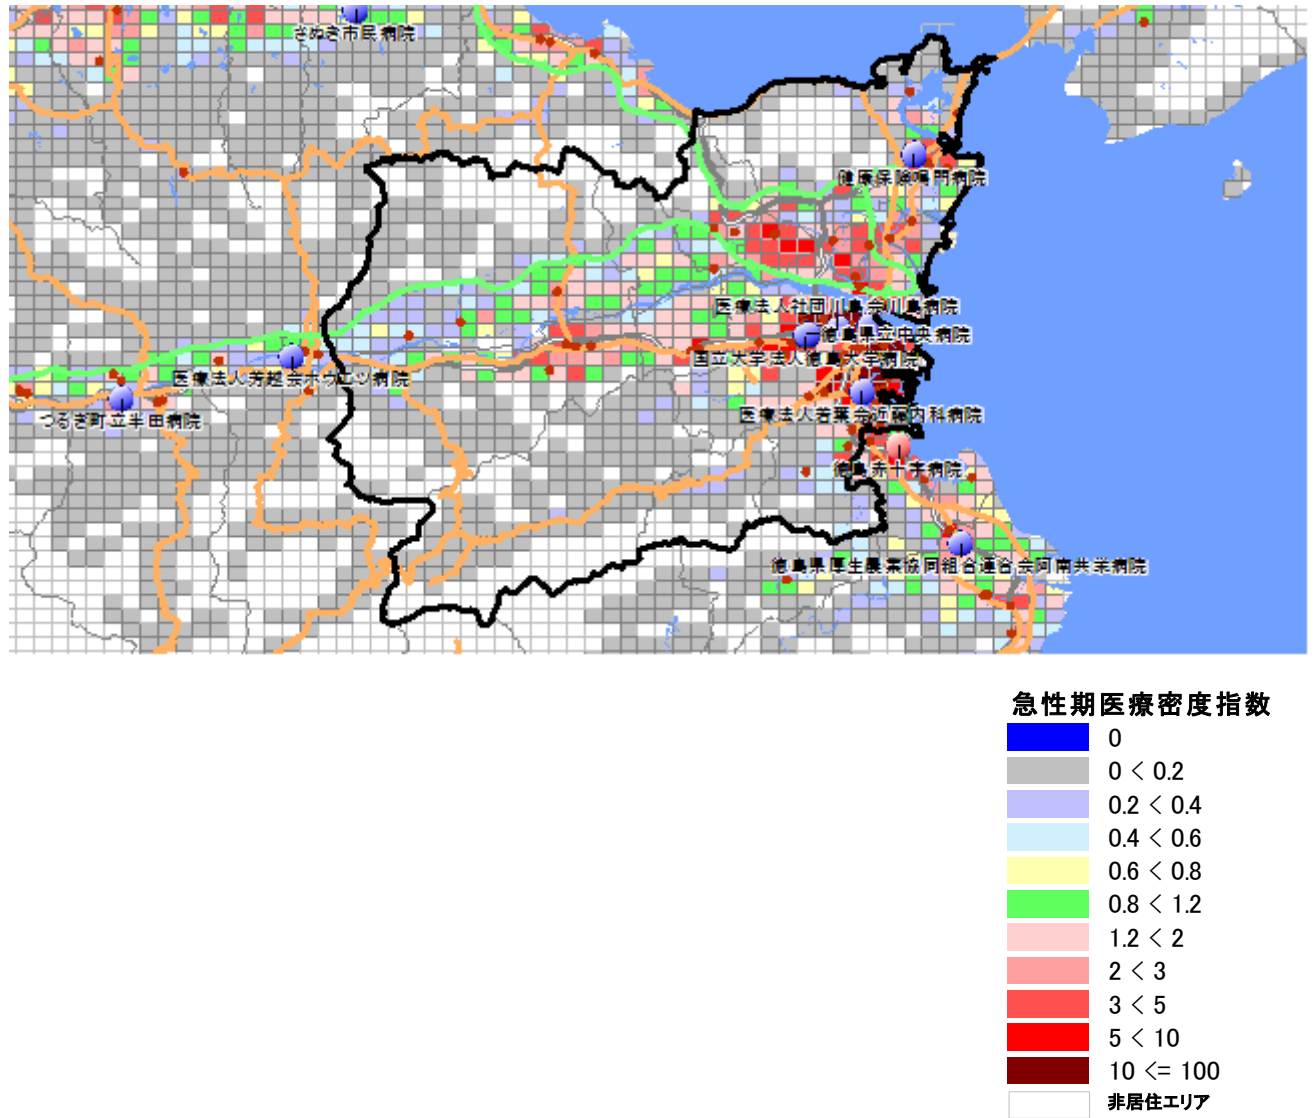 さぬき市民病院
健康保険鳴門病院
医療法人社団川島会川島病院
徳島県立中央病院
国立大学法人徳島大学病院
医療法人芳越会ホウエツ病院
つるぎ町立半田病院
医療法人若葉会近藤内科病院
徳島赤十字病院
徳島県厚生農業協同組合連合会阿南共栄病院
急性期医療密度指数
0
0 < 0.2
0.2 < 0.4
0.4 < 0.6
0.6 < 0.8
0.8 < 1.2
1.2 < 2
2 < 3
3 < 5
5 < 10
10 <= 100
非居住エリア